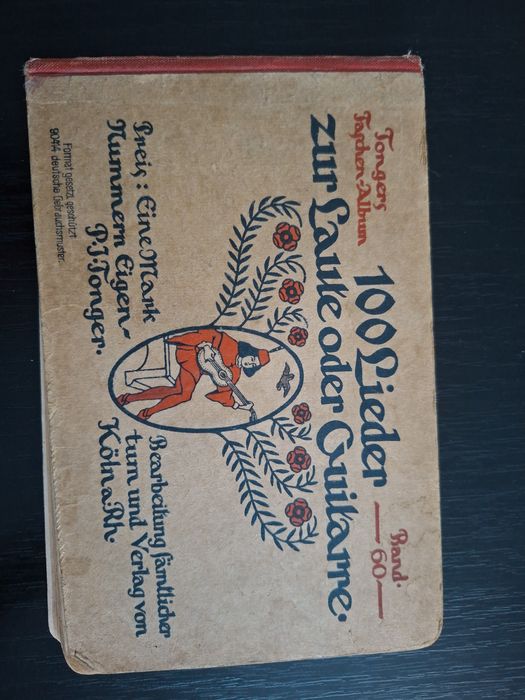 Tongers
Taschen-Album
Band·
60
100 Lieder
zur Laute oder Guitarre.
Preis: Eine Mark
Nummern Eigen-
P.J. Tonger.
Bearbeitung sämtlicher
tum und Verlag von
Köln a/Rh.
Format gesetzl. geschützt
90744 deutsche Gebrauchsmuster.